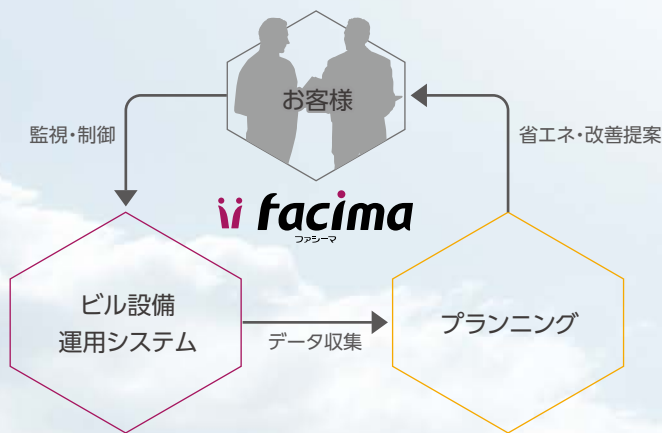 お客様
監視・制御
省エネ・改善提案
facima
ファシーマ
ビル設備
運用システム
データ収集
プランニング